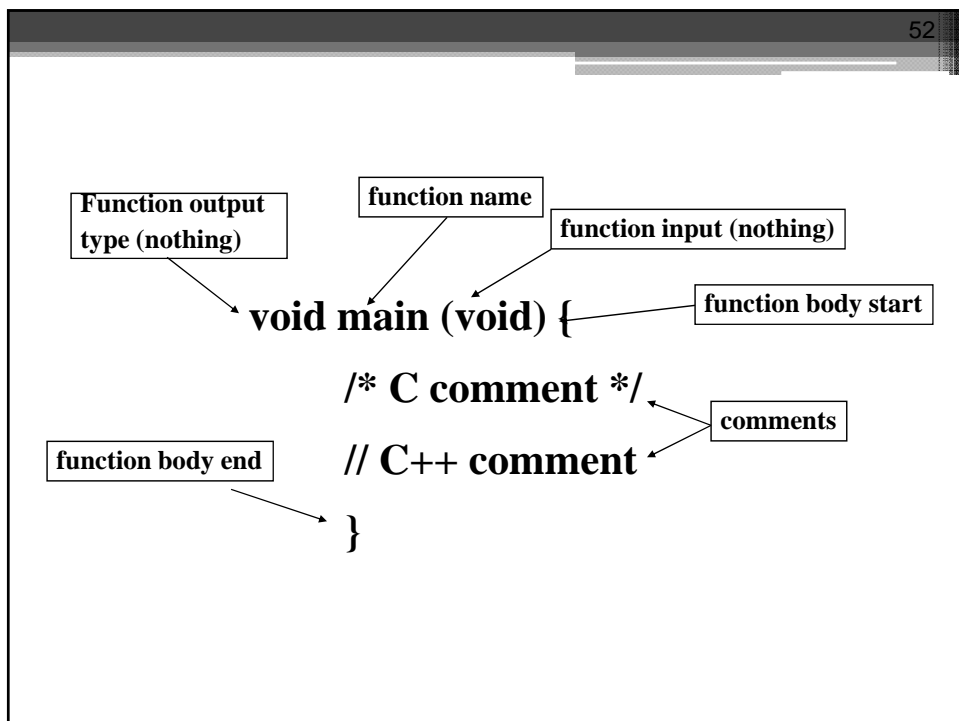 52
Function output
type (nothing)
function name
function input (nothing)
void main (void) {
function body start
/* C comment */
comments
function body end
// C++ comment
}